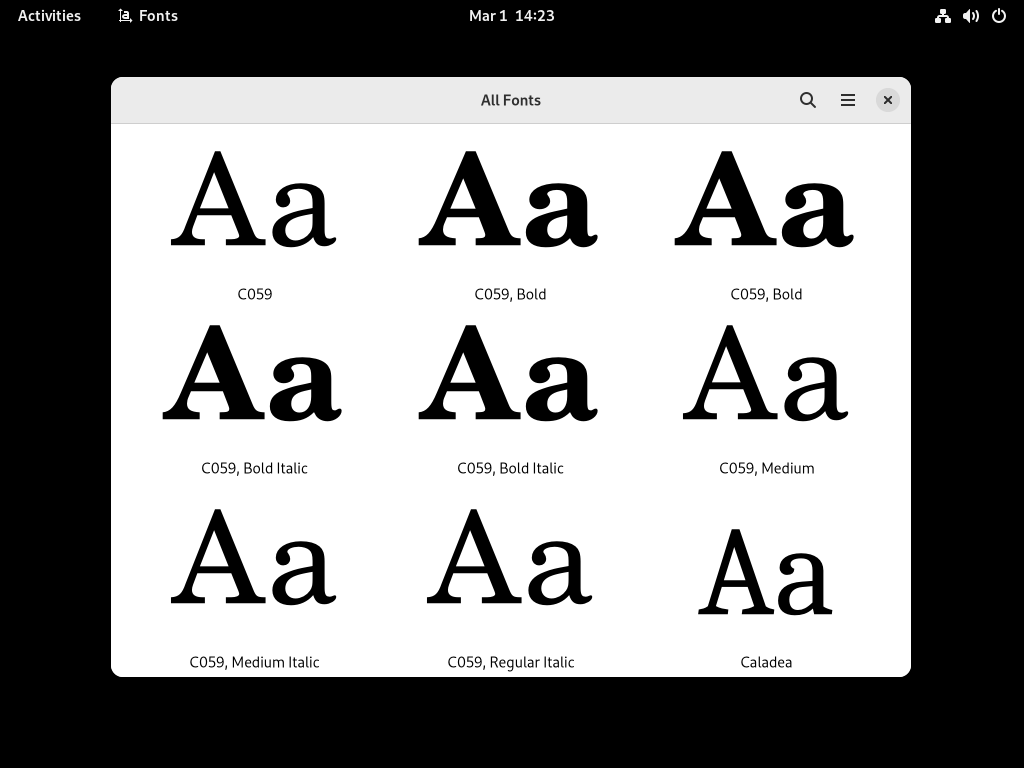 Activities Fonts Mar 1 14:23
All Fonts
Aa Aa Aa
C059 C059, Bold C059, Bold
Aa Aa Aa
C059, Bold Italic C059, Bold Italic C059, Medium
Aa Aa Aa
C059, Medium Italic C059, Regular Italic Caladea